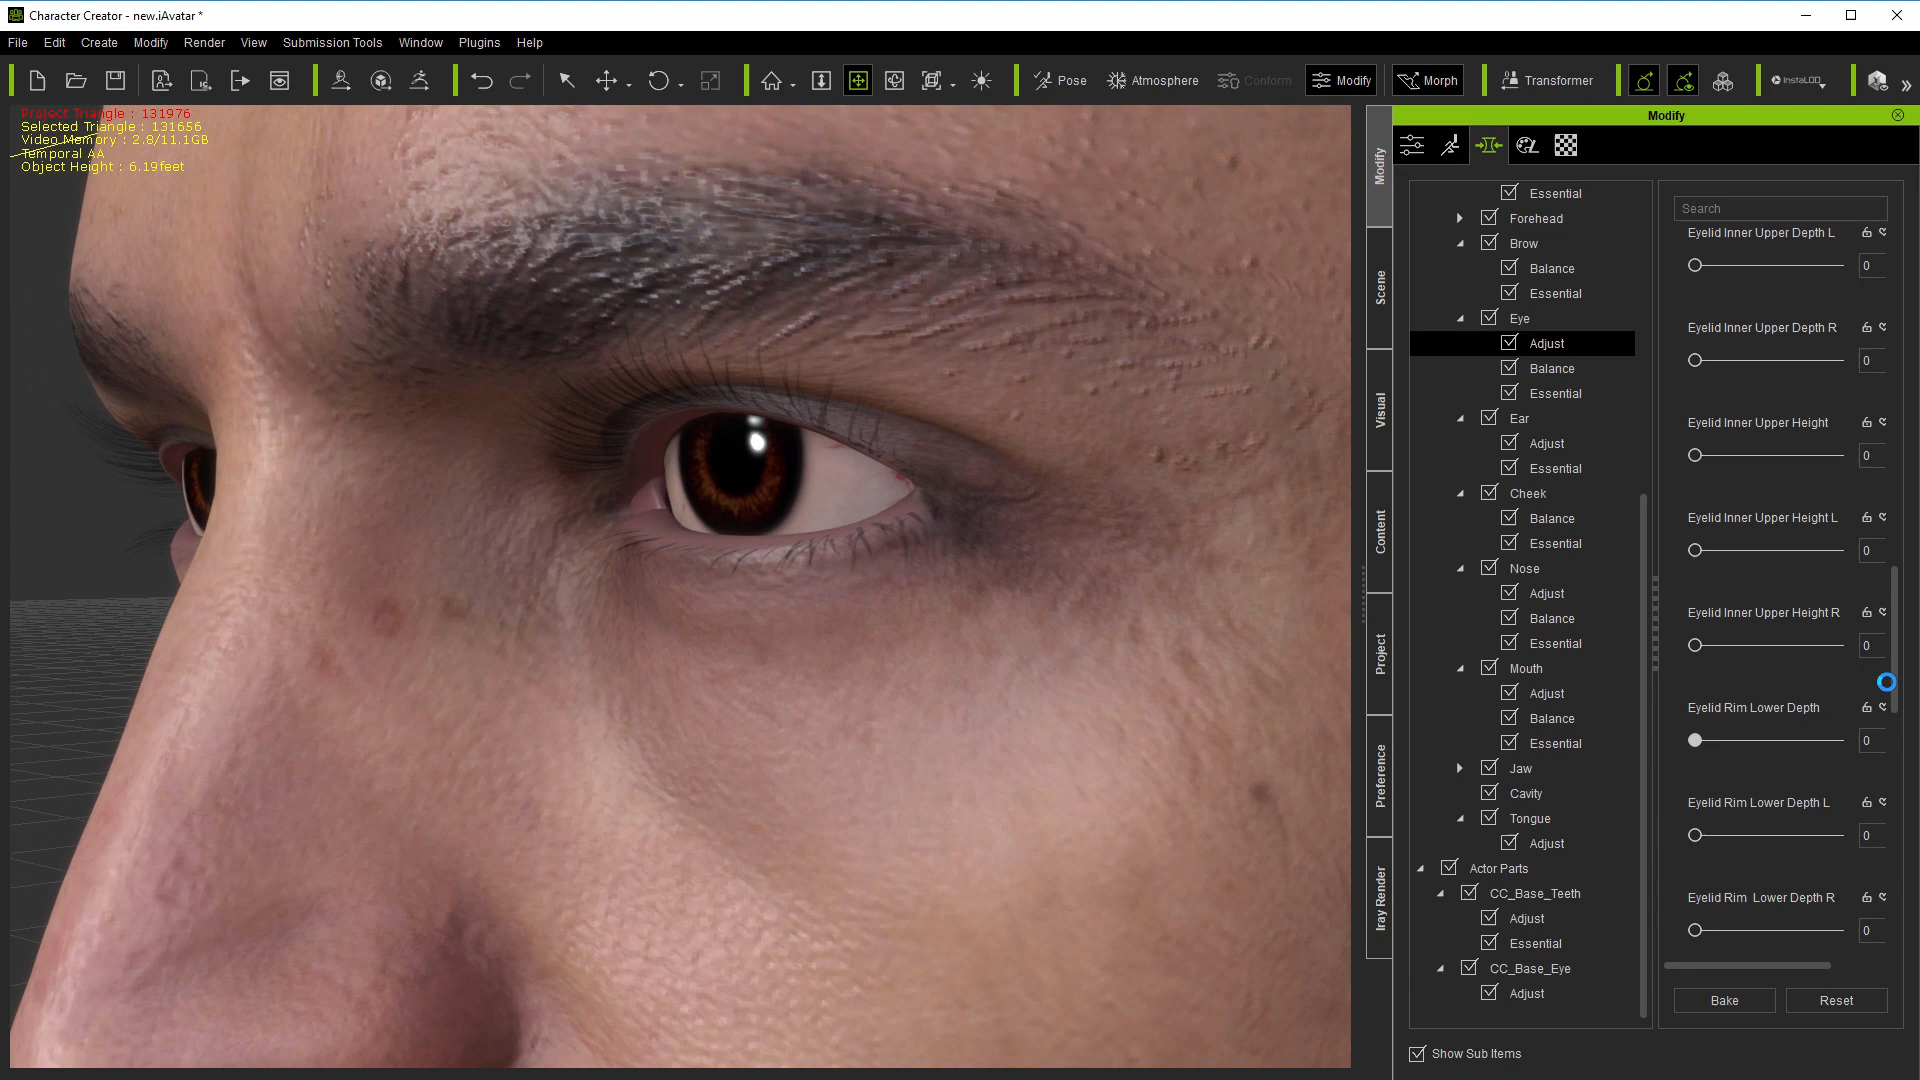 Character Creator - new.iAvatar *
File Edit Create Modify Render View Submission Tools Window Plugins Help
Pose Atmosphere Conform Modify Morph Transformer InstaLOD
Project Triangle : 131976
Selected Triangle : 131656
Video Memory : 2.8/11.1GB
Temporal AA
Object Height : 6.19feet
Modify
Scene
Visual
Content
Project
Preference
Iray Render
Modify
Essential
Forehead
Brow
Balance
Essential
Eye
Adjust
Balance
Essential
Ear
Adjust
Essential
Cheek
Balance
Essential
Nose
Adjust
Balance
Essential
Mouth
Adjust
Balance
Essential
Jaw
Cavity
Tongue
Adjust
Actor Parts
CC_Base_Teeth
Adjust
Essential
CC_Base_Eye
Adjust
Show Sub Items
Search
Eyelid Inner Upper Depth L
0
Eyelid Inner Upper Depth R
0
Eyelid Inner Upper Height
0
Eyelid Inner Upper Height L
0
Eyelid Inner Upper Height R
0
Eyelid Rim Lower Depth
0
Eyelid Rim Lower Depth L
0
Eyelid Rim  Lower Depth R
0
Bake Reset